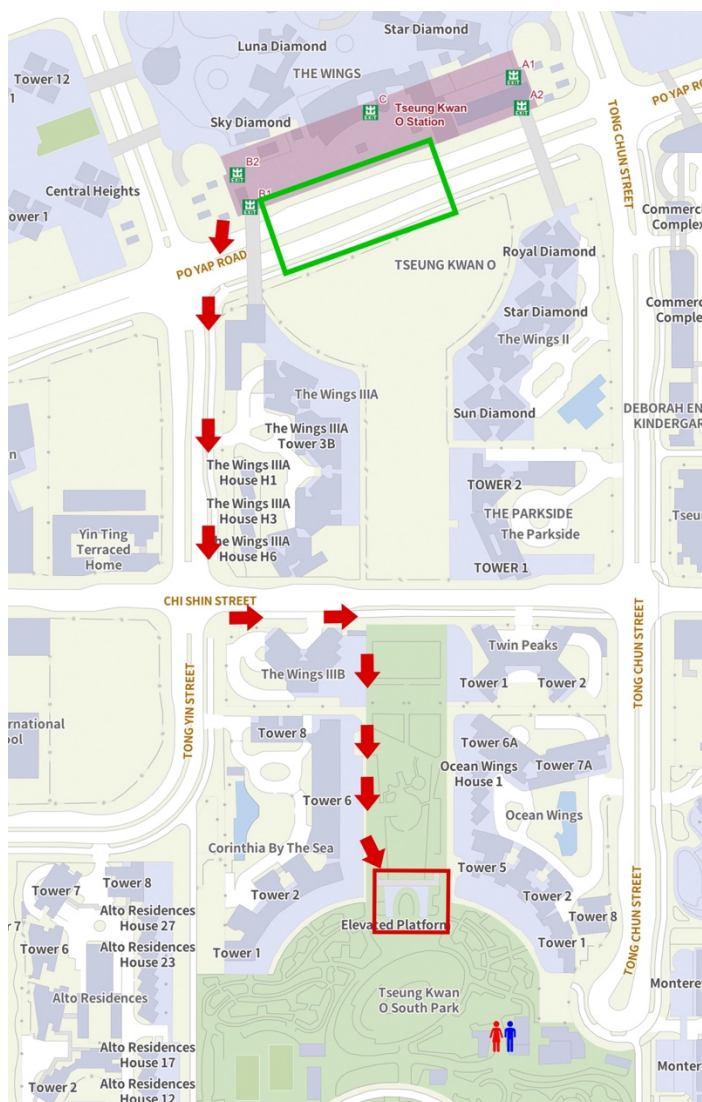 Star Diamond
Luna Diamond
THE WINGS
Tower 12
A1
A2
C
Tseung Kwan
O Station
PO YAP ROA
TONG CHUN STREET
Sky Diamond
B2
B1
Central Heights
ower 1
Commerc
Complex
PO YAP ROAD
TSEUNG KWAN O
Royal Diamond
Star Diamond
The Wings II
Commerc
Comple
The Wings IIIA
The Wings IIIA
Tower 3B
Sun Diamond
DEBORAH EN
KINDERGAR
The Wings IIIA
House H1
The Wings IIIA
House H3
The Wings IIIA
House H6
TOWER 2
THE PARKSIDE
The Parkside
TOWER 1
Tseu
Yin Ting
Terraced
Home
CHI SHIN STREET
TONG YIN STREET
TONG CHUN STREET
Twin Peaks
Tower 1
Tower 2
The Wings IIIB
rnational
ool
Tower 8
Tower 6
Tower 6A
Tower 7A
Ocean Wings
House 1
Ocean Wings
Corinthia By The Sea
Tower 2
Tower 1
Tower 5
Tower 2
Tower 1
Tower 8
Elevated Platform
TONG CHUN STREET
Tower 7
Tower 8
Alto Residences
House 27
Tower 6
Alto Residences
House 23
Alto Residences
Tseung Kwan
O South Park
Montere
Alto Residences
House 17
Tower 2
Alto Residences
House 12
Monter